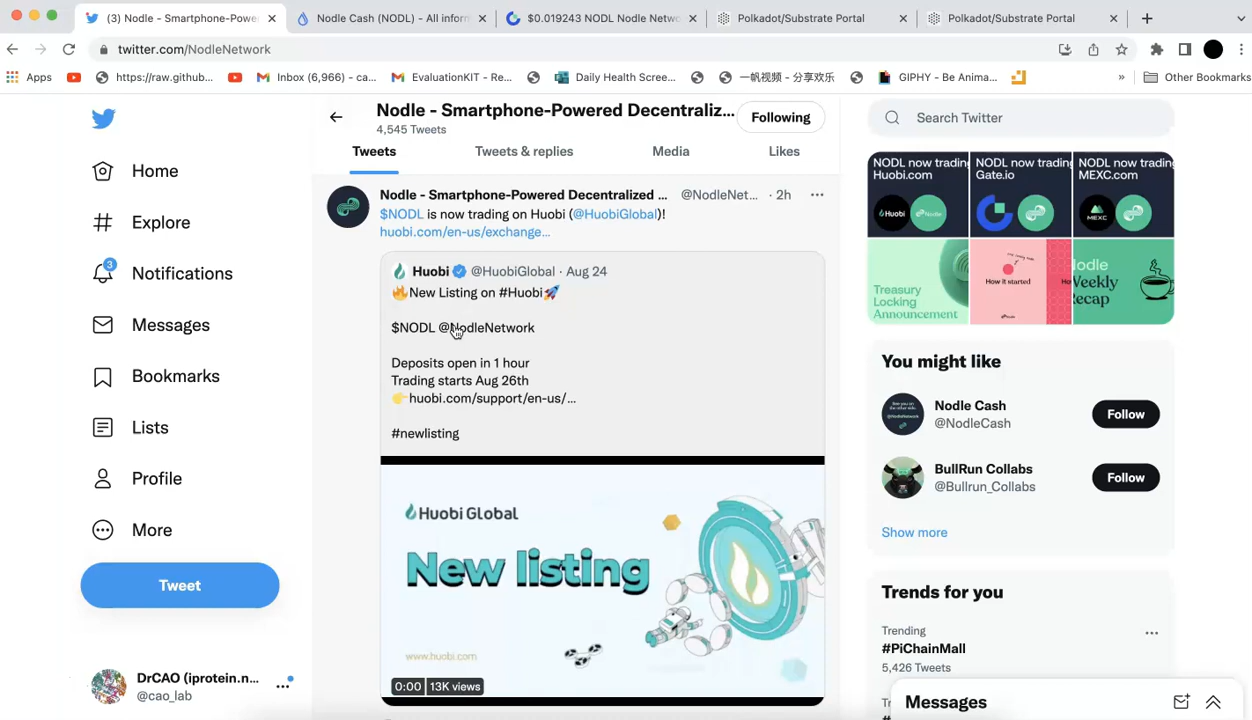 (3) Nodle - Smartphone-Powe
Nodle Cash (NODL) - All inform
$0.019243 NODL Nodle Netwo
Polkadot/Substrate Portal
Polkadot/Substrate Portal
twitter.com/NodleNetwork
Apps
https://raw.github...
Inbox (6,966) - ca...
EvaluationKIT - Re...
Daily Health Scree...
一帆视频 - 分享欢乐
GIPHY - Be Anima...
»
Other Bookmarks
Nodle - Smartphone-Powered Decentraliz...
4,545 Tweets
Following
Tweets
Tweets & replies
Media
Likes
Home
Explore
3
Notifications
Messages
Bookmarks
Lists
Profile
More
Tweet
DrCAO (iprotein.n...
@cao_lab
Nodle - Smartphone-Powered Decentralized ... @NodleNet... · 2h
$NODL is now trading on Huobi (@HuobiGlobal)!
huobi.com/en-us/exchange...
Huobi @HuobiGlobal · Aug 24
🔥New Listing on #Huobi🚀
$NODL @NodleNetwork
Deposits open in 1 hour
Trading starts Aug 26th
👉huobi.com/support/en-us/...
#newlisting
Huobi Global
New listing
www.huobi.com
0:00 13K views
Search Twitter
NODL now trading
Huobi.com
Huobi Nodle
NODL now trading
Gate.io
NODL now trading
MEXC.com
MEXC
Treasury
Locking
Announcement
How it started
Ho
Nodle
Weekly
Recap
You might like
Nodle Cash
@NodleCash
Follow
BullRun Collabs
@Bullrun_Collabs
Follow
Show more
Trends for you
Trending
#PiChainMall
5,426 Tweets
Messages